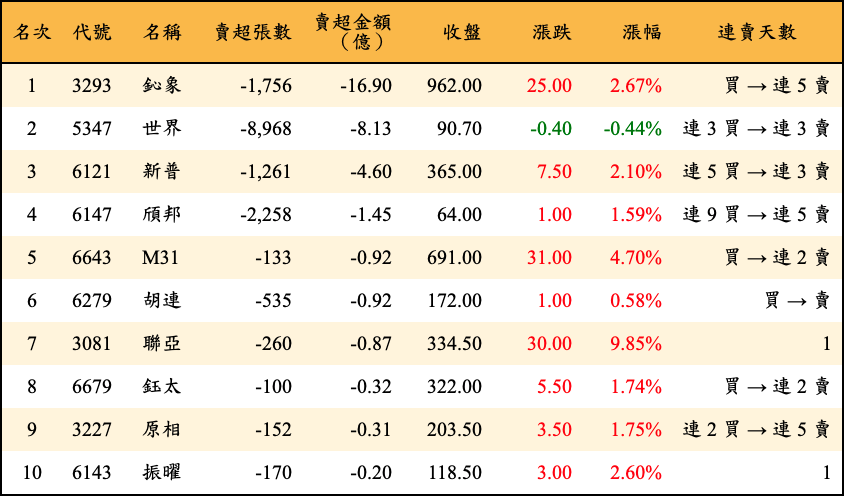 名次 代號 名稱 賣超張數 賣超金額（億） 收盤 漲跌 漲幅 連賣天數
1 3293 鈊象 -1,756 -16.90 962.00 25.00 2.67% 買 → 連 5 賣
2 5347 世界 -8,968 -8.13 90.70 -0.40 -0.44% 連 3 買 → 連 3 賣
3 6121 新普 -1,261 -4.60 365.00 7.50 2.10% 連 5 買 → 連 3 賣
4 6147 頎邦 -2,258 -1.45 64.00 1.00 1.59% 連 9 買 → 連 5 賣
5 6643 M31 -133 -0.92 691.00 31.00 4.70% 買 → 連 2 賣
6 6279 胡連 -535 -0.92 172.00 1.00 0.58% 買 → 賣
7 3081 聯亞 -260 -0.87 334.50 30.00 9.85% 1
8 6679 鈺太 -100 -0.32 322.00 5.50 1.74% 買 → 連 2 賣
9 3227 原相 -152 -0.31 203.50 3.50 1.75% 連 2 買 → 連 5 賣
10 6143 振曜 -170 -0.20 118.50 3.00 2.60% 1